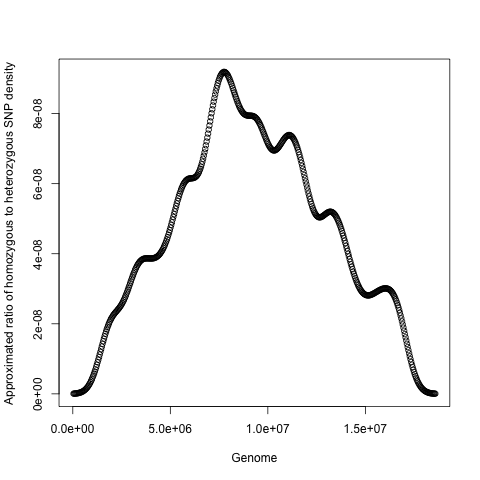 Approximated ratio of homozygous to heterozygous SNP density
8e-08
6e-08
4e-08
2e-08
0e+00
0.0e+00 5.0e+06 1.0e+07 1.5e+07
Genome